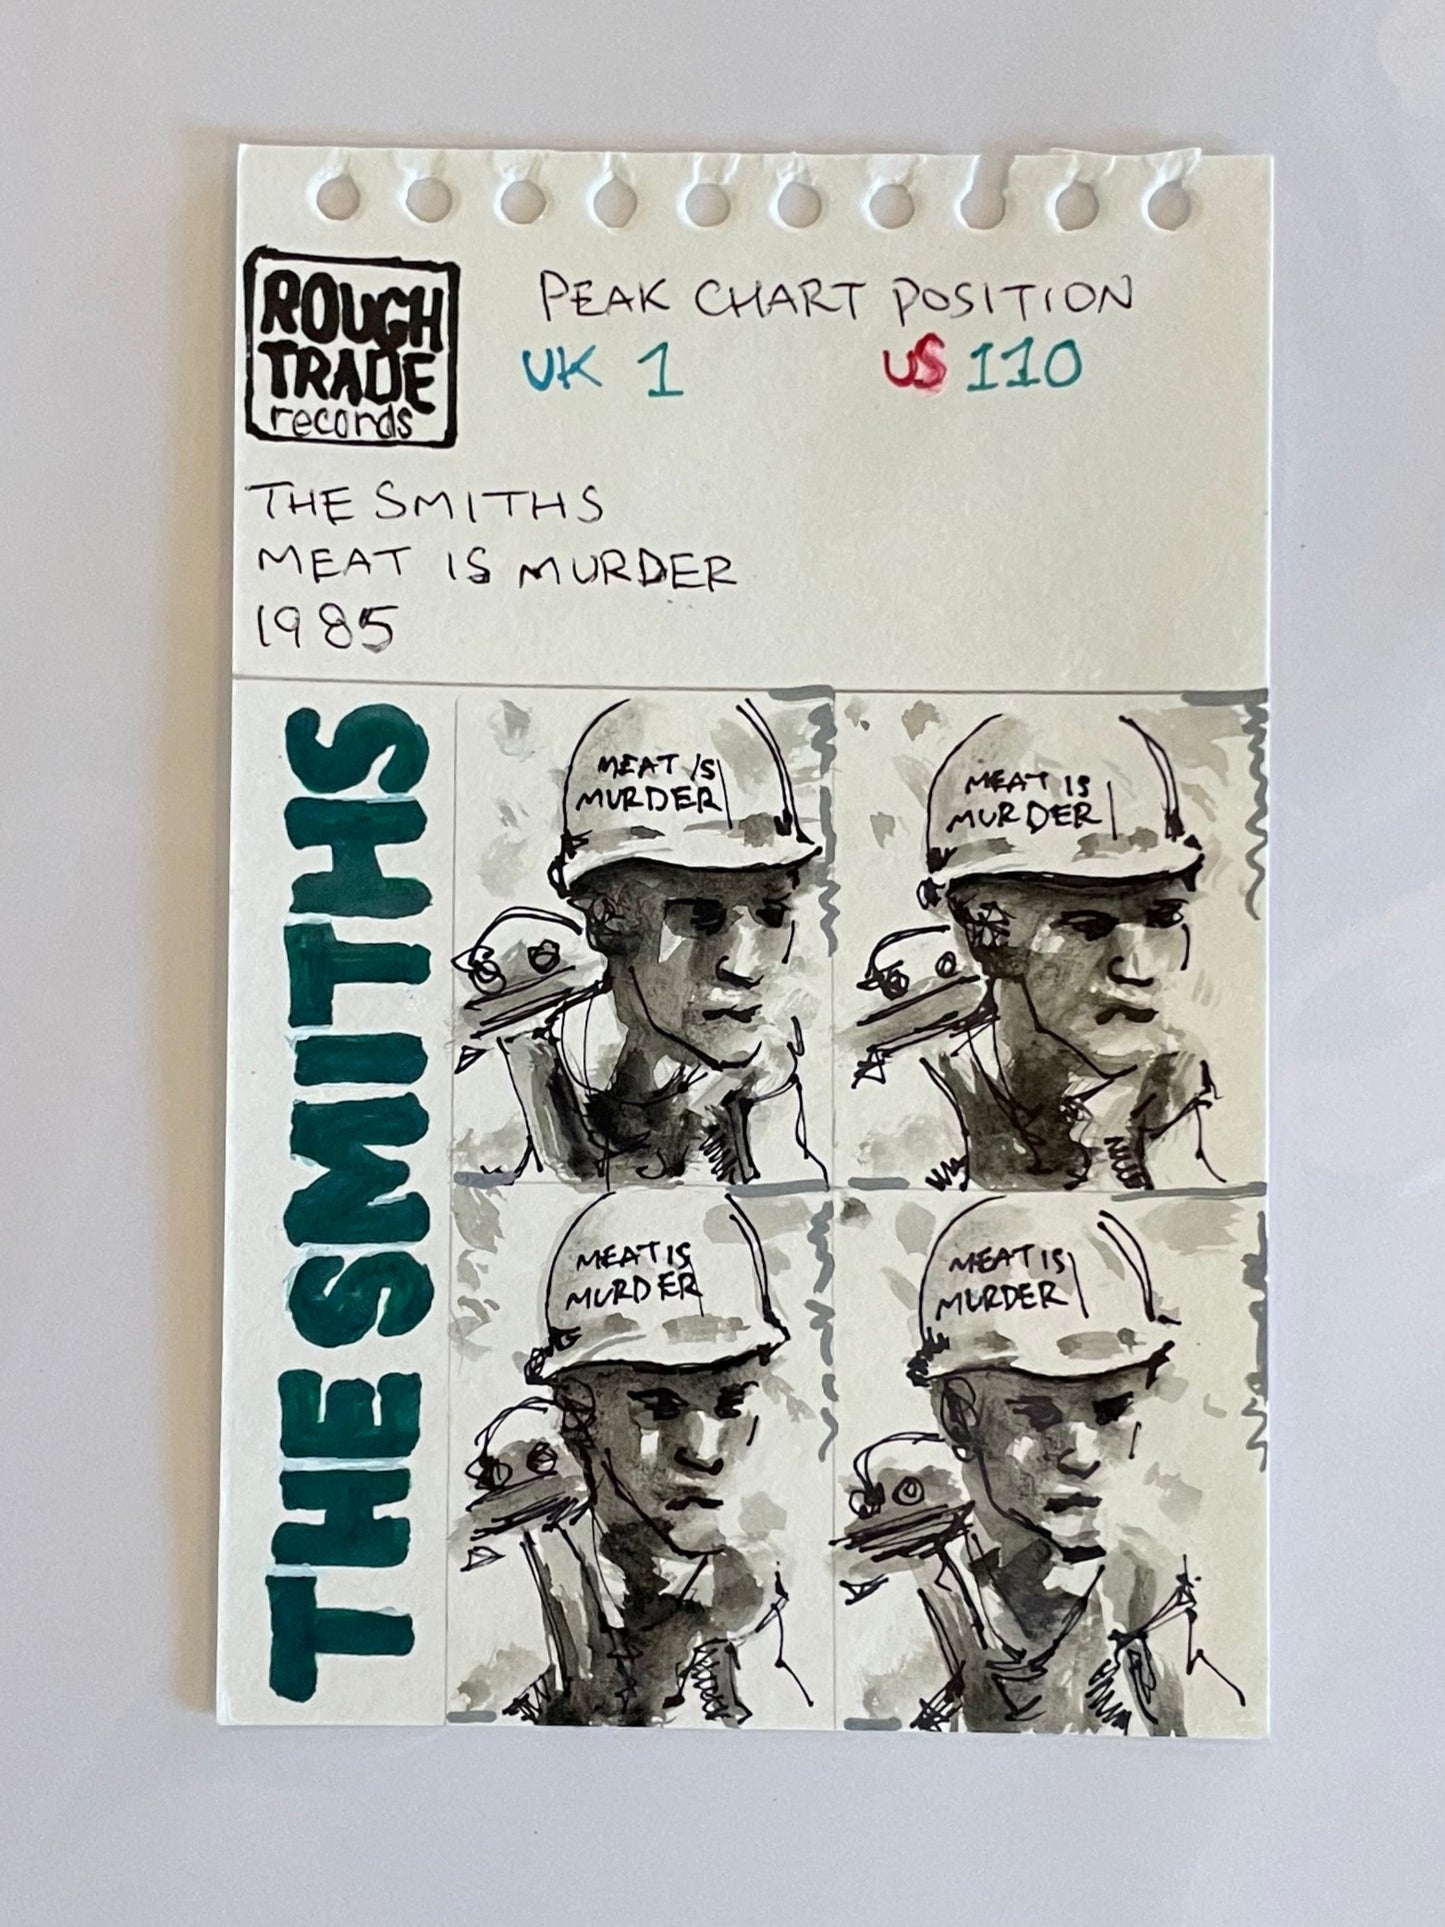 ROUGH
TRADE
records
PEAK CHART POSITION
UK 1 US 110
THE SMITHS
MEAT IS MURDER
1985
THE SMITHS
MEAT IS
MURDER
MEAT IS
MURDER
MEAT IS
MURDER
MEAT IS
MURDER